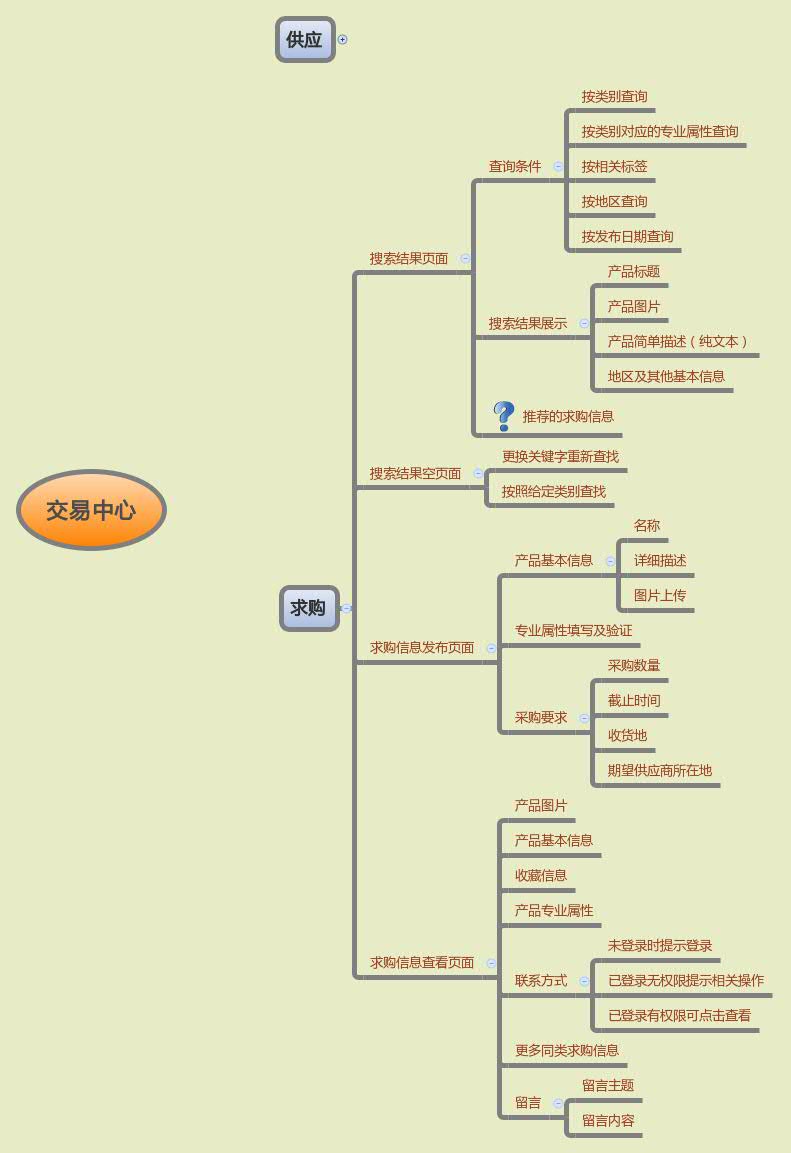 供应
按类别查询
按类别对应的专业属性查询
查询条件
按相关标签
按地区查询
按发布日期查询
搜索结果页面
产品标题
产品图片
搜索结果展示
产品简单描述（纯文本）
地区及其他基本信息
推荐的求购信息
更换关键字重新查找
搜索结果空页面
按照给定类别查找
交易中心
名称
产品基本信息
详细描述
图片上传
求购
专业属性填写及验证
求购信息发布页面
采购数量
截止时间
采购要求
收货地
期望供应商所在地
产品图片
产品基本信息
收藏信息
产品专业属性
未登录时提示登录
求购信息查看页面
联系方式
已登录无权限提示相关操作
已登录有权限可点击查看
更多同类求购信息
留言主题
留言
留言内容